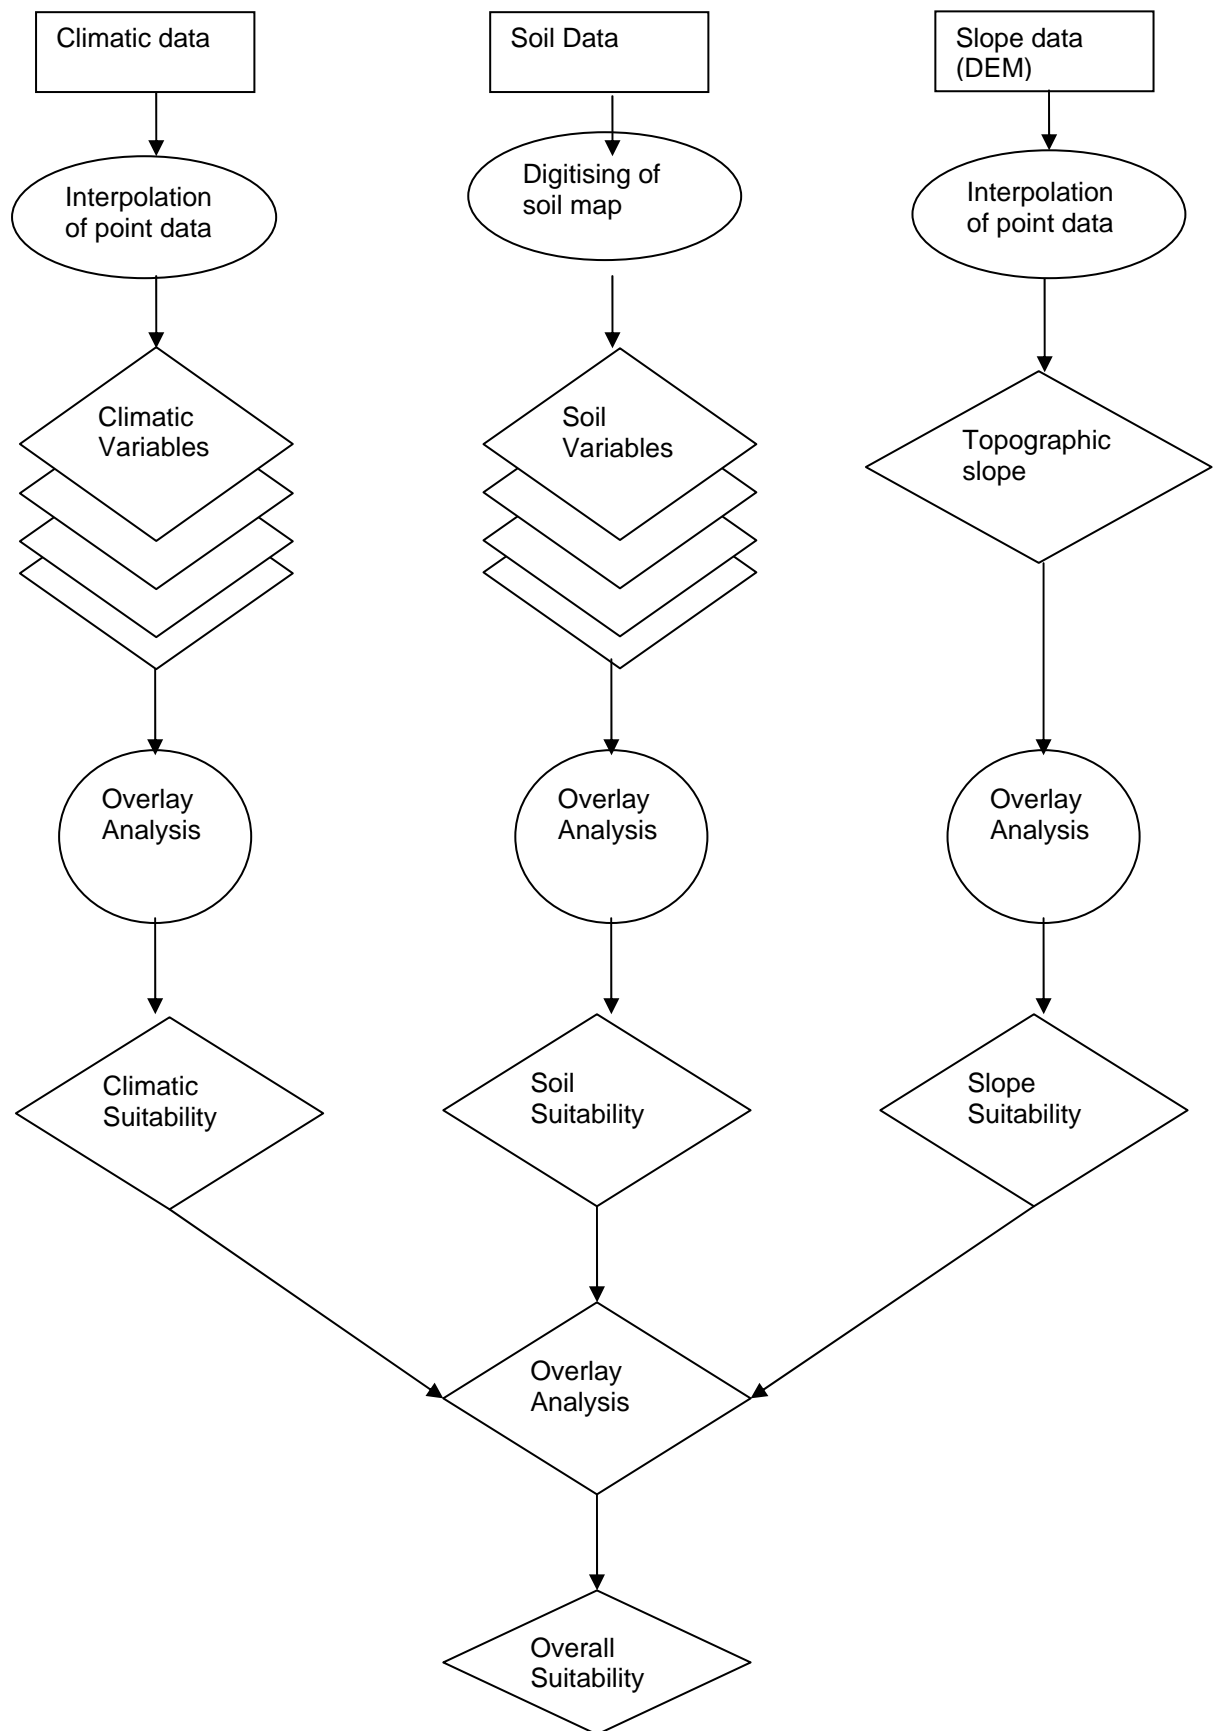 Climatic data
Soil Data
Slope data
(DEM)
Interpolation
of point data
Digitising of
soil map
Interpolation
of point data
Climatic
Variables
Soil
Variables
Topographic
slope
Overlay
Analysis
Overlay
Analysis
Overlay
Analysis
Climatic
Suitability
Soil
Suitability
Slope
Suitability
Overlay
Analysis
Overall
Suitability